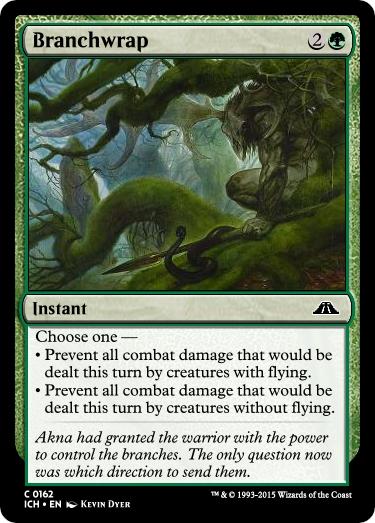 Branchwrap 2
Instant
Choose one —
• Prevent all combat damage that would be
dealt this turn by creatures with flying.
• Prevent all combat damage that would be
dealt this turn by creatures without flying.
Akna had granted the warrior with the power
to control the branches. The only question now
was which direction to send them.
C 0162
ICH • EN Kevin Dyer
™ & © 1993-2015 Wizards of the Coast